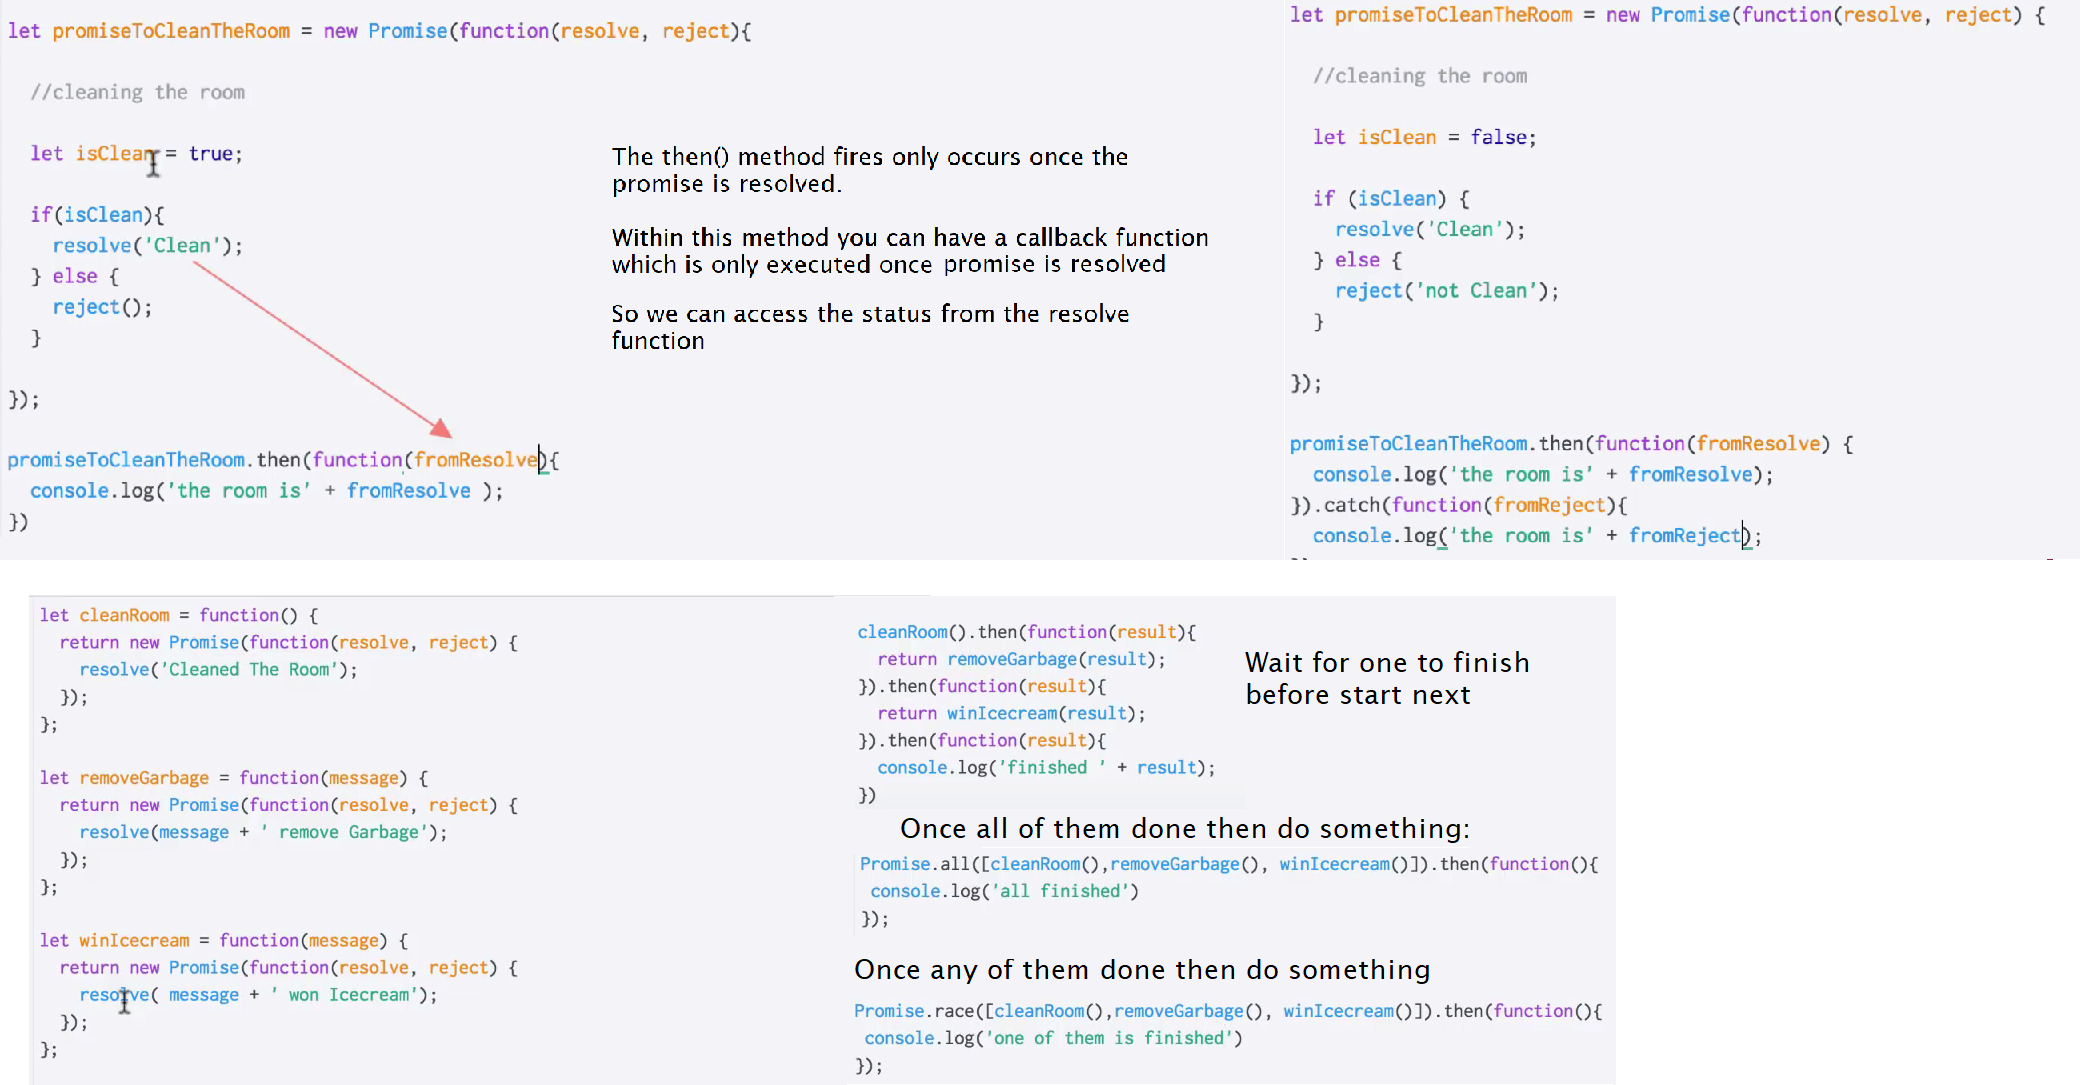 let promiseToCleanTheRoom = new Promise(function(resolve, reject){
//cleaning the room
let isClean = true;
if(isClean){
resolve('Clean');
} else {
reject();
}
});
promiseToCleanTheRoom.then(function(fromResolve){
console.log('the room is' + fromResolve );
})
The then() method fires only occurs once the
promise is resolved.
Within this method you can have a callback function
which is only executed once promise is resolved
So we can access the status from the resolve
function
let promiseToCleanTheRoom = new Promise(function(resolve, reject) {
//cleaning the room
let isClean = false;
if (isClean) {
resolve('Clean');
} else {
reject('not Clean');
}
});
promiseToCleanTheRoom.then(function(fromResolve) {
console.log('the room is' + fromResolve);
}).catch(function(fromReject){
console.log('the room is' + fromReject);
let cleanRoom = function() {
return new Promise(function(resolve, reject) {
resolve('Cleaned The Room');
});
};
let removeGarbage = function(message) {
return new Promise(function(resolve, reject) {
resolve(message + ' remove Garbage');
});
};
let winIcecream = function(message) {
return new Promise(function(resolve, reject) {
resolve( message + ' won Icecream');
});
};
cleanRoom().then(function(result){
return removeGarbage(result);
}).then(function(result){
return winIcecream(result);
}).then(function(result){
console.log('finished ' + result);
})
Wait for one to finish
before start next
Once all of them done then do something:
Promise.all([cleanRoom(),removeGarbage(), winIcecream()]).then(function(){
console.log('all finished')
});
Once any of them done then do something
Promise.race([cleanRoom(),removeGarbage(), winIcecream()]).then(function(){
console.log('one of them is finished')
});